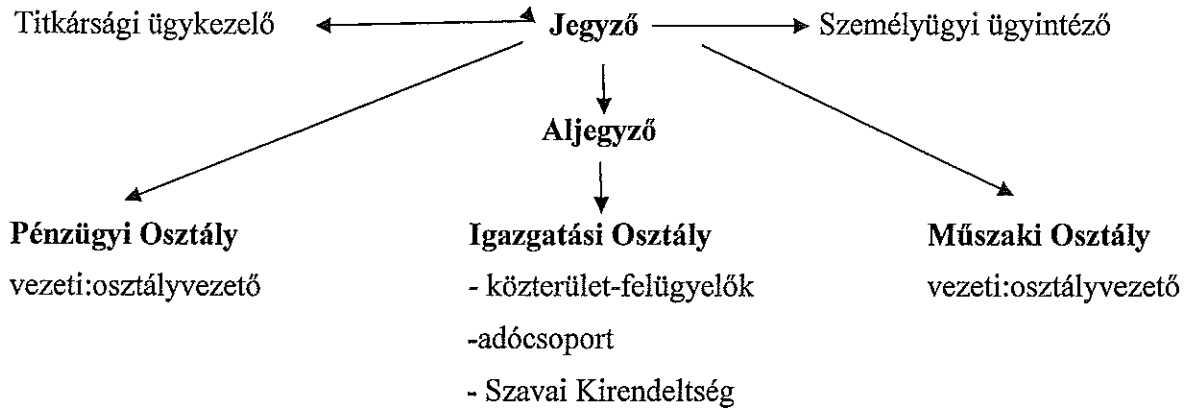 Titkársági ügykezelő Jegyző Személyügyi ügyintéző
Aljegyző
Pénzügyi Osztály Igazgatási Osztály Műszaki Osztály
vezeti:osztályvezető - közterület-felügyelők vezeti:osztályvezető
-adócsoport
- Szavai Kirendeltség